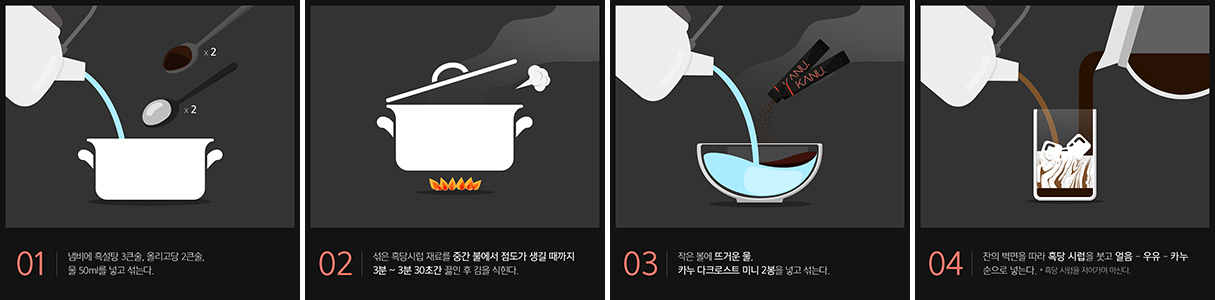 x 2
x 2
01
냄비에 흑설탕 3큰술, 올리고당 2큰술,
물 50ml를 넣고 섞는다.
02
섞은 흑당시럽 재료를 중간 불에서 점도가 생길 때까지
3분 ~ 3분 30초간 끓인 후 김을 식힌다.
KANU.
KANU.
03
작은 볼에 뜨거운 물,
카누 다크로스트 미니 2봉을 넣고 섞는다.
04
잔의 벽면을 따라 흑당 시럽을 붓고 얼음 - 우유 - 카누
순으로 넣는다. * 흑당 시럽을 저어가며 마신다.